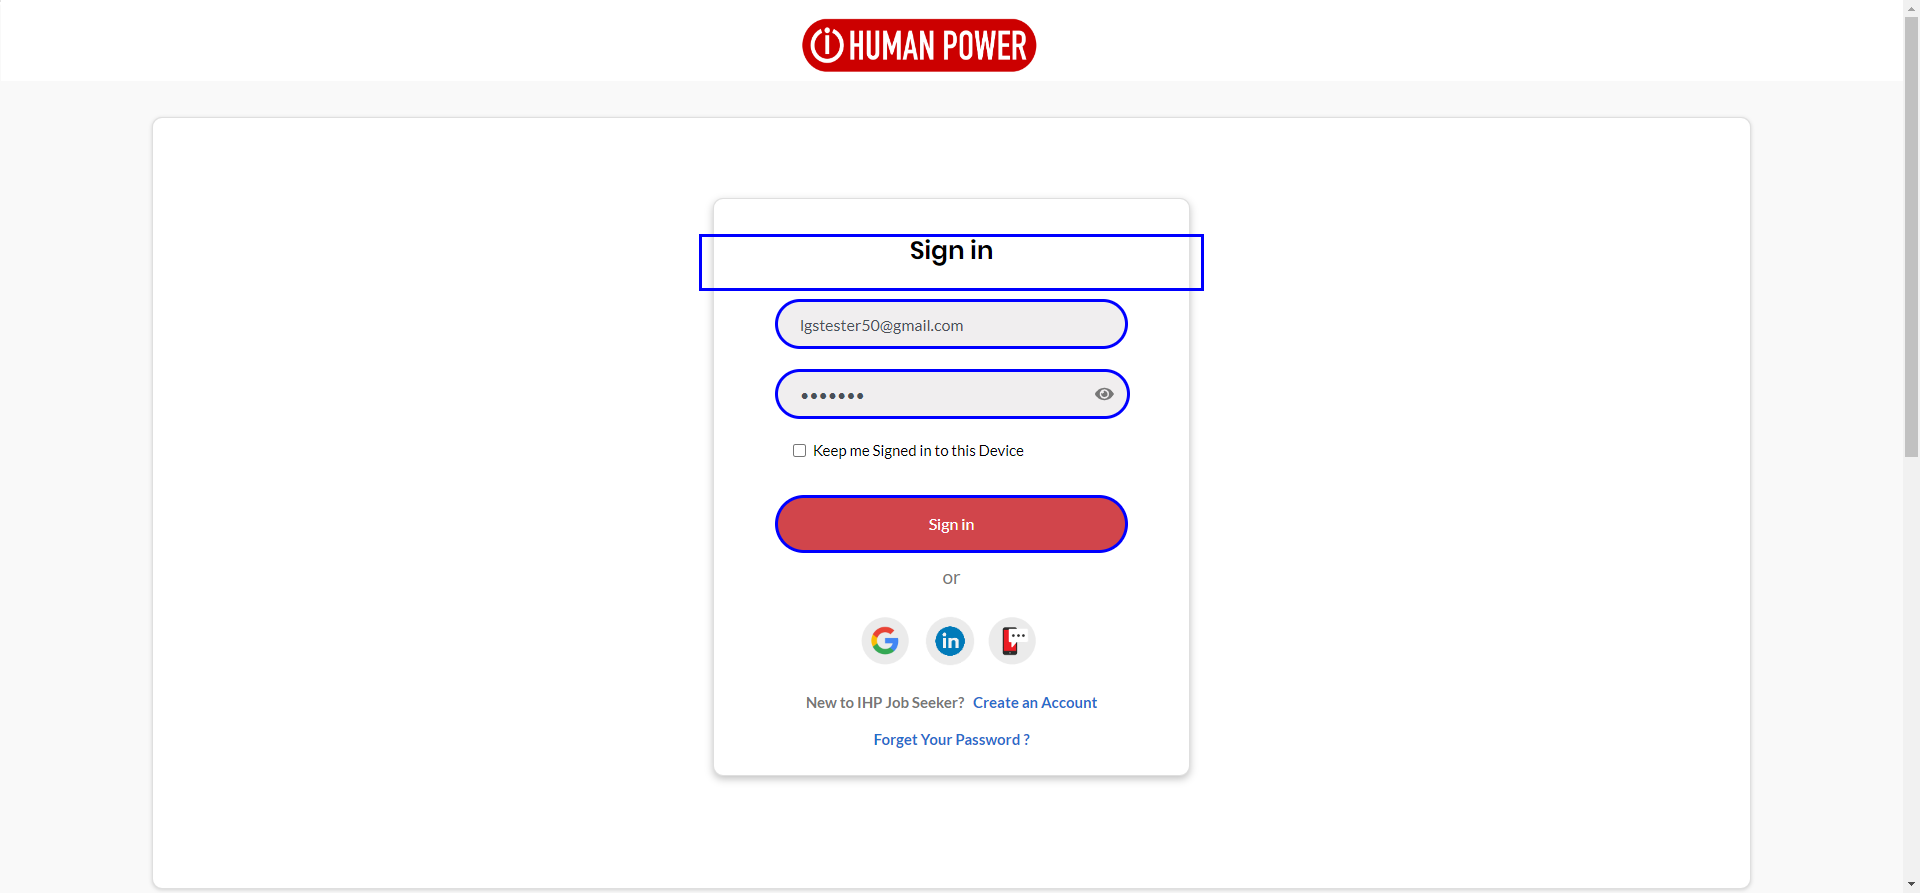 HUMAN POWER
Sign in
lgstester50@gmail.com
•••••••
Keep me Signed in to this Device
Sign in
or
in
New to IHP Job Seeker? Create an Account
Forget Your Password ?